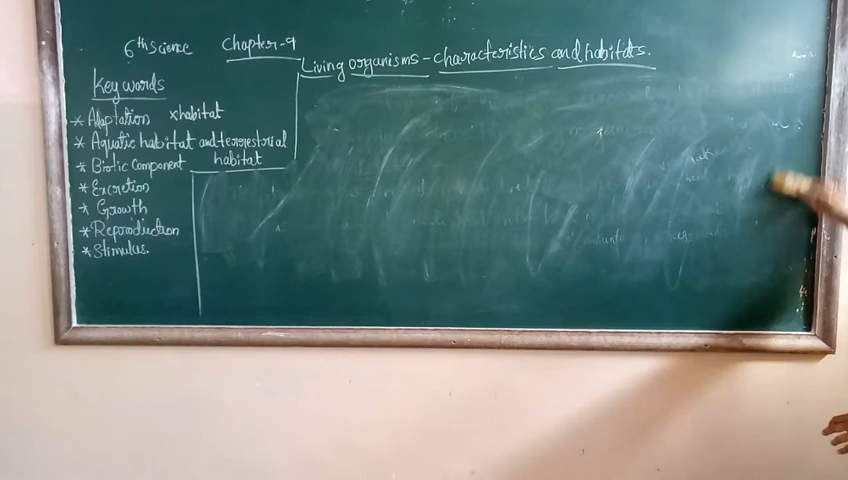 6th Science Chapter-9
Living organisms - characteristics and habitats.
Key words
* Adaptation * habitat
* Aquatic habitat and terrestorial
habitat
* Biotic component
* Excretion
* Growth
* Reproduction
* Stimulus.